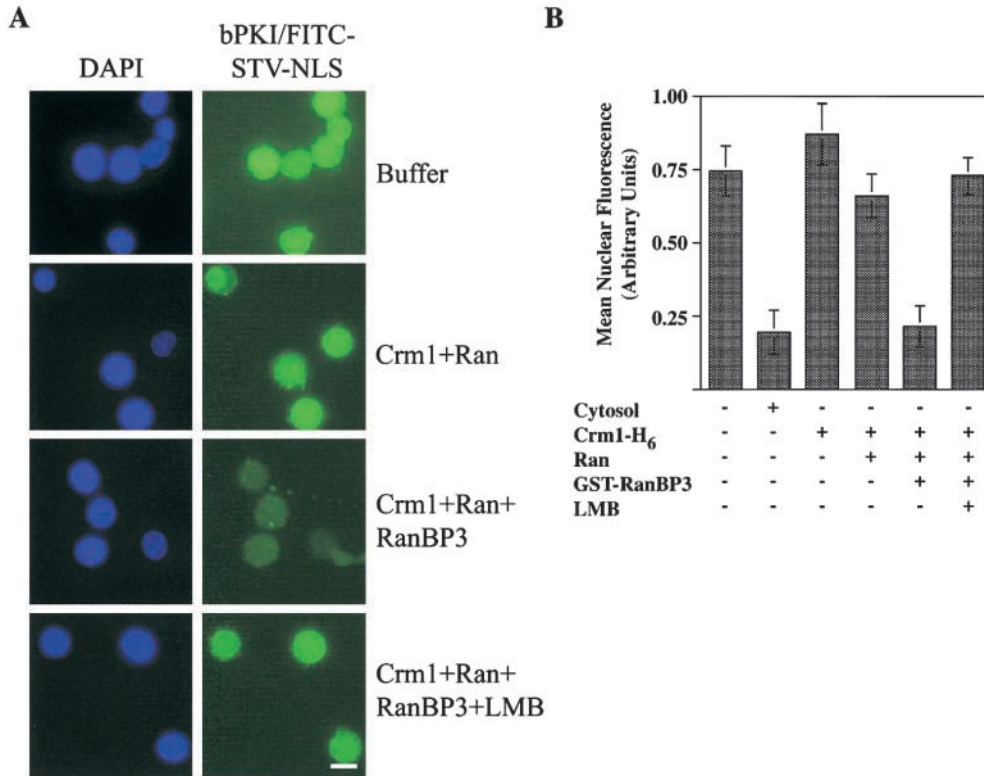 A
DAPI
bPKI/FITC-
STV-NLS
Buffer
Crm1+Ran
Crm1+Ran+
RanBP3
Crm1+Ran+
RanBP3+LMB
B
Mean Nuclear Fluorescence
(Arbitrary Units)
1.00
0.75
0.50
0.25
Cytosol - + - - - -
Crm1-H6 - - + + + +
Ran - - - + + +
GST-RanBP3 - - - - + +
LMB - - - - - +